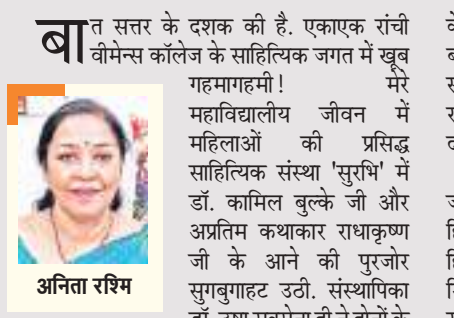 बात सत्तर के दशक की है. एकाएक रांची
वीमेन्स कॉलेज के साहित्यिक जगत में खूब
गहमागहमी! मेरे
महाविद्यालीय जीवन में
महिलाओं की प्रसिद्ध
साहित्यिक संस्था 'सुरभि' में
डॉ. कामिल बुल्के जी और
अप्रतिम कथाकार राधाकृष्ण
जी के आने की पुरजोर
सुगबुगाहट उठी. संस्थापिका
अनिता रश्मि